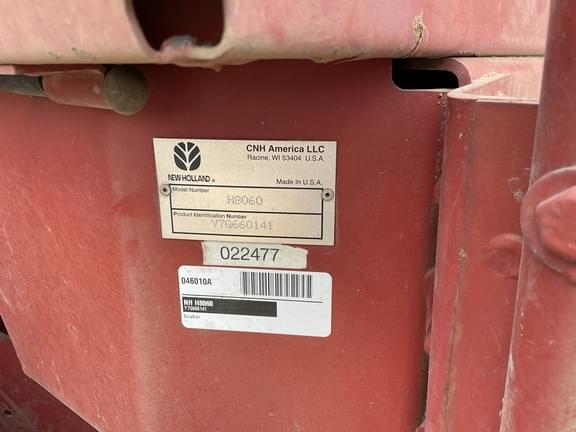 CNH America LLC
Racine, WI 53404 U.S.A.
NEW HOLLAND ®
Made in U.S.A.
Model Number
H8060
Product Identification Number
Y7G660141
022477
046010A
NH H8060
Y7G660141